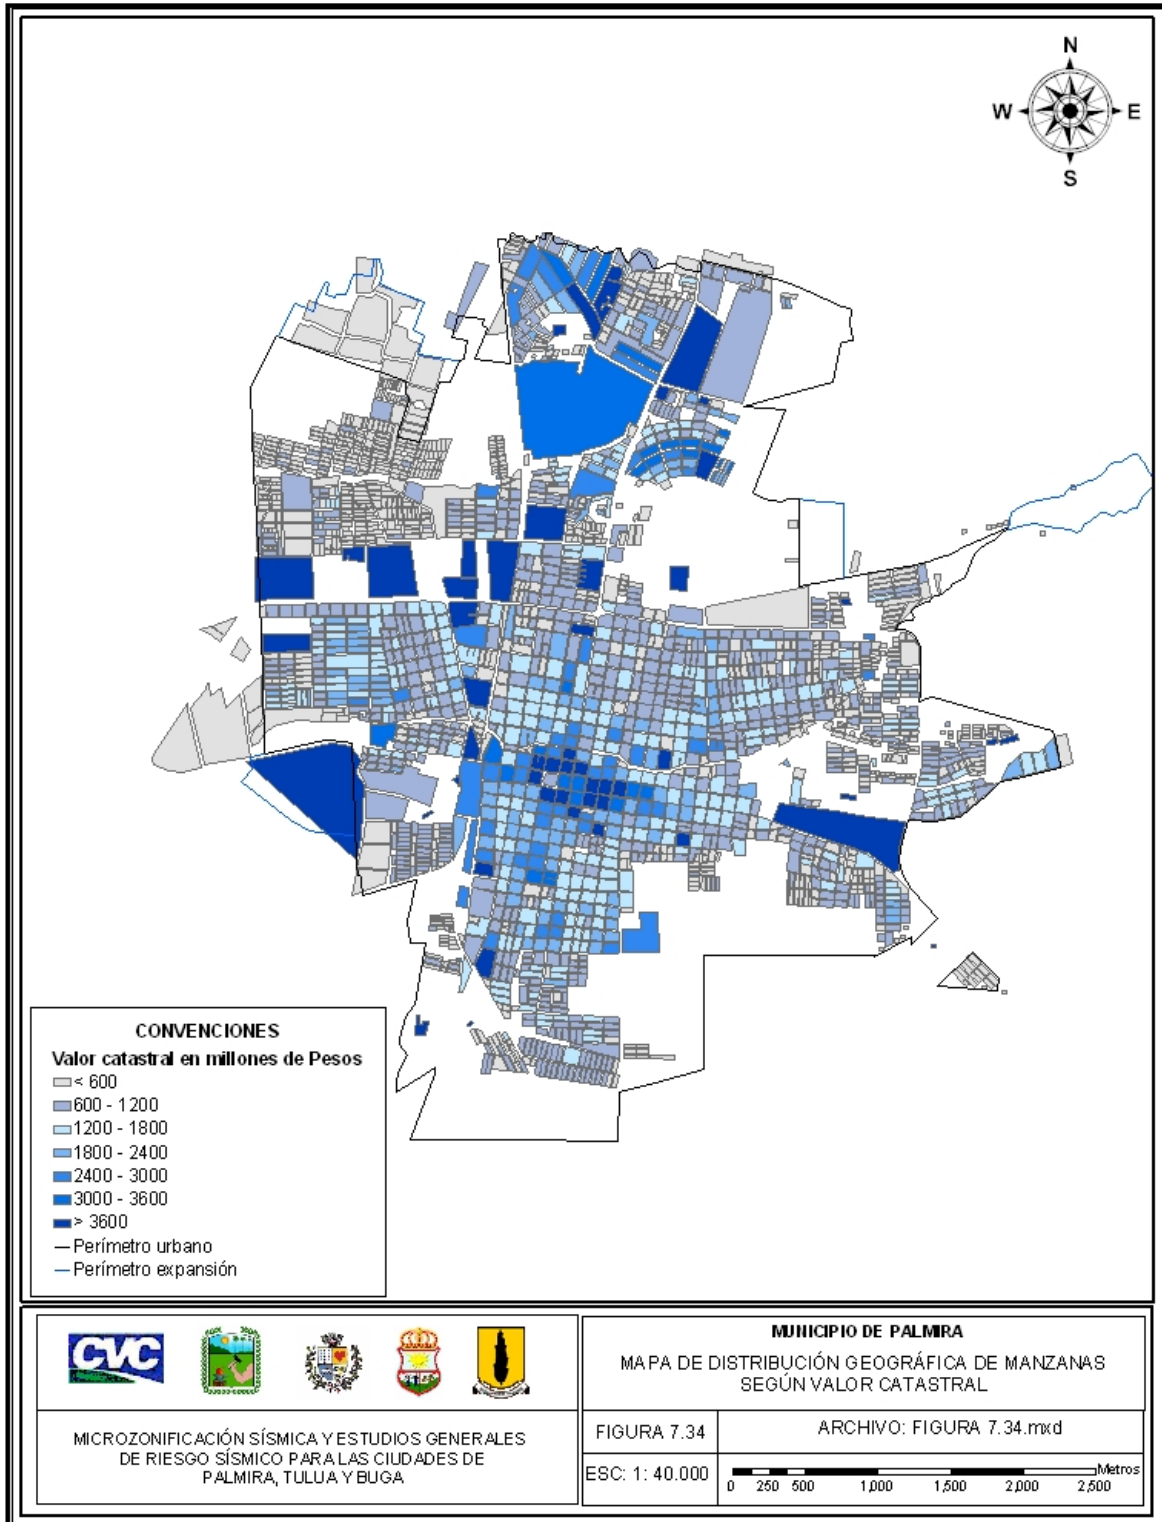 N
W E
S
CONVENCIONES
Valor catastral en millones de Pesos
< 600
600 - 1200
1200 - 1800
1800 - 2400
2400 - 3000
3000 - 3600
> 3600
Perímetro urbano
Perímetro expansión
CVC
MICROZONIFICACIÓN SÍSMICA Y ESTUDIOS GENERALES
DE RIESGO SÍSMICO PARA LAS CIUDADES DE
PALMIRA, TULUA Y BUGA
MUNICIPIO DE PALMIRA
MAPA DE DISTRIBUCIÓN GEOGRÁFICA DE MANZANAS
SEGÚN VALOR CATASTRAL
FIGURA 7.34
ARCHIVO: FIGURA 7.34.mxd
ESC: 1: 40.000
Metros
0 250 500 1,000 1,500 2,000 2,500